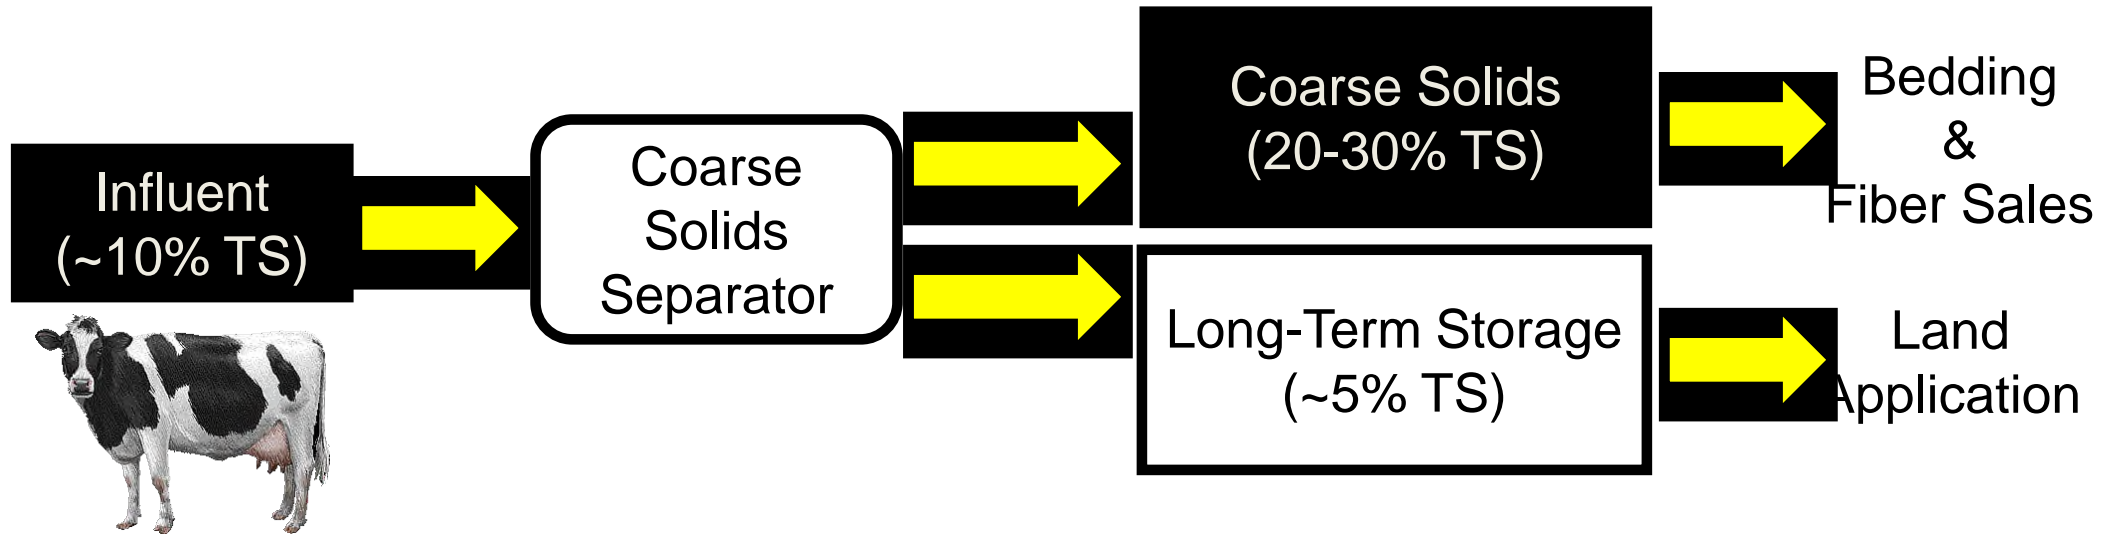 Influent
(~10% TS)
Coarse
Solids
Separator
Coarse Solids
(20-30% TS)
Long-Term Storage
(~5% TS)
Bedding
&
Fiber Sales
Land
Application